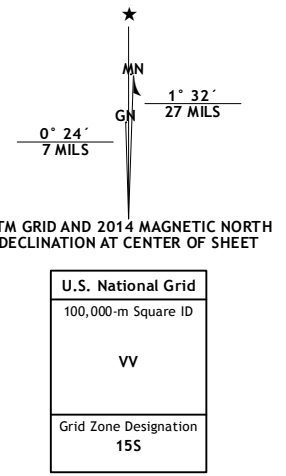 MN
1° 32´
27 MILS
GN
0° 24´
7 MILS
TM GRID AND 2014 MAGNETIC NORTH
DECLINATION AT CENTER OF SHEET
U.S. National Grid
100,000-m Square ID
VV
Grid Zone Designation
15S